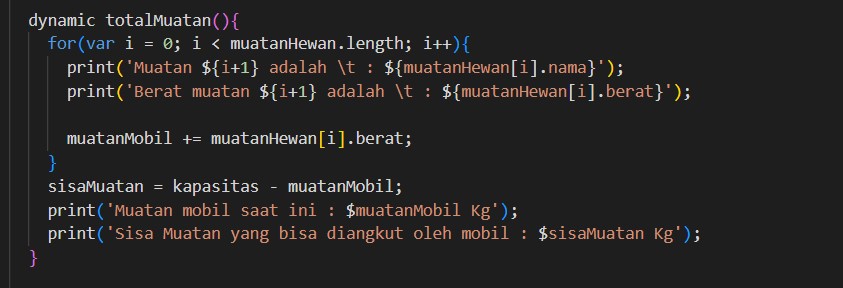 dynamic totalMuatan(){
for(var i = 0; i < muatanHewan.length; i++){
print('Muatan ${i+1} adalah \t : ${muatanHewan[i].nama}');
print('Berat muatan ${i+1} adalah \t : ${muatanHewan[i].berat}');
muatanMobil += muatanHewan[i].berat;
}
sisaMuatan = kapasitas - muatanMobil;
print('Muatan mobil saat ini : $muatanMobil Kg');
print('Sisa Muatan yang bisa diangkut oleh mobil : $sisaMuatan Kg');
}